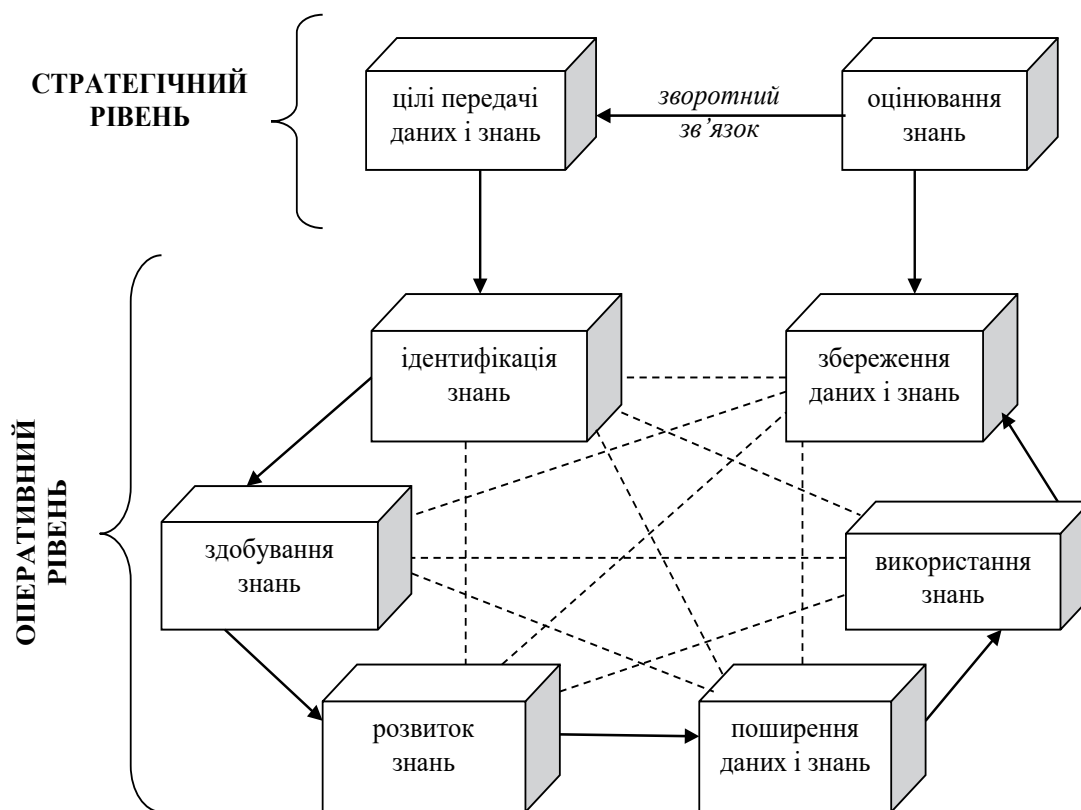 СТРАТЕГІЧНИЙ
РІВЕНЬ
цілі передачі
даних і знань
зворотний
зв’язок
оцінювання
знань
ОПЕРАТИВНИЙ
РІВЕНЬ
ідентифікація
знань
збереження
даних і знань
здобування
знань
використання
знань
розвиток
знань
поширення
даних і знань